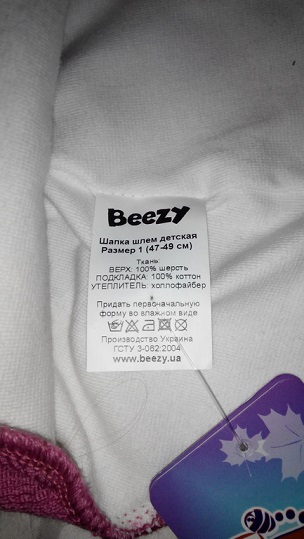 Beezy
Шапка шлем детская
Размер 1 (47-49 см)
Ткань:
ВЕРХ: 100% шерсть
ПОДКЛАДКА: 100% коттон
УТЕПЛИТЕЛЬ: холлофайбер
Придать первоначальную
форму во влажном виде
Производство Украина
ГСТУ 3-062:2004
www.beezy.ua